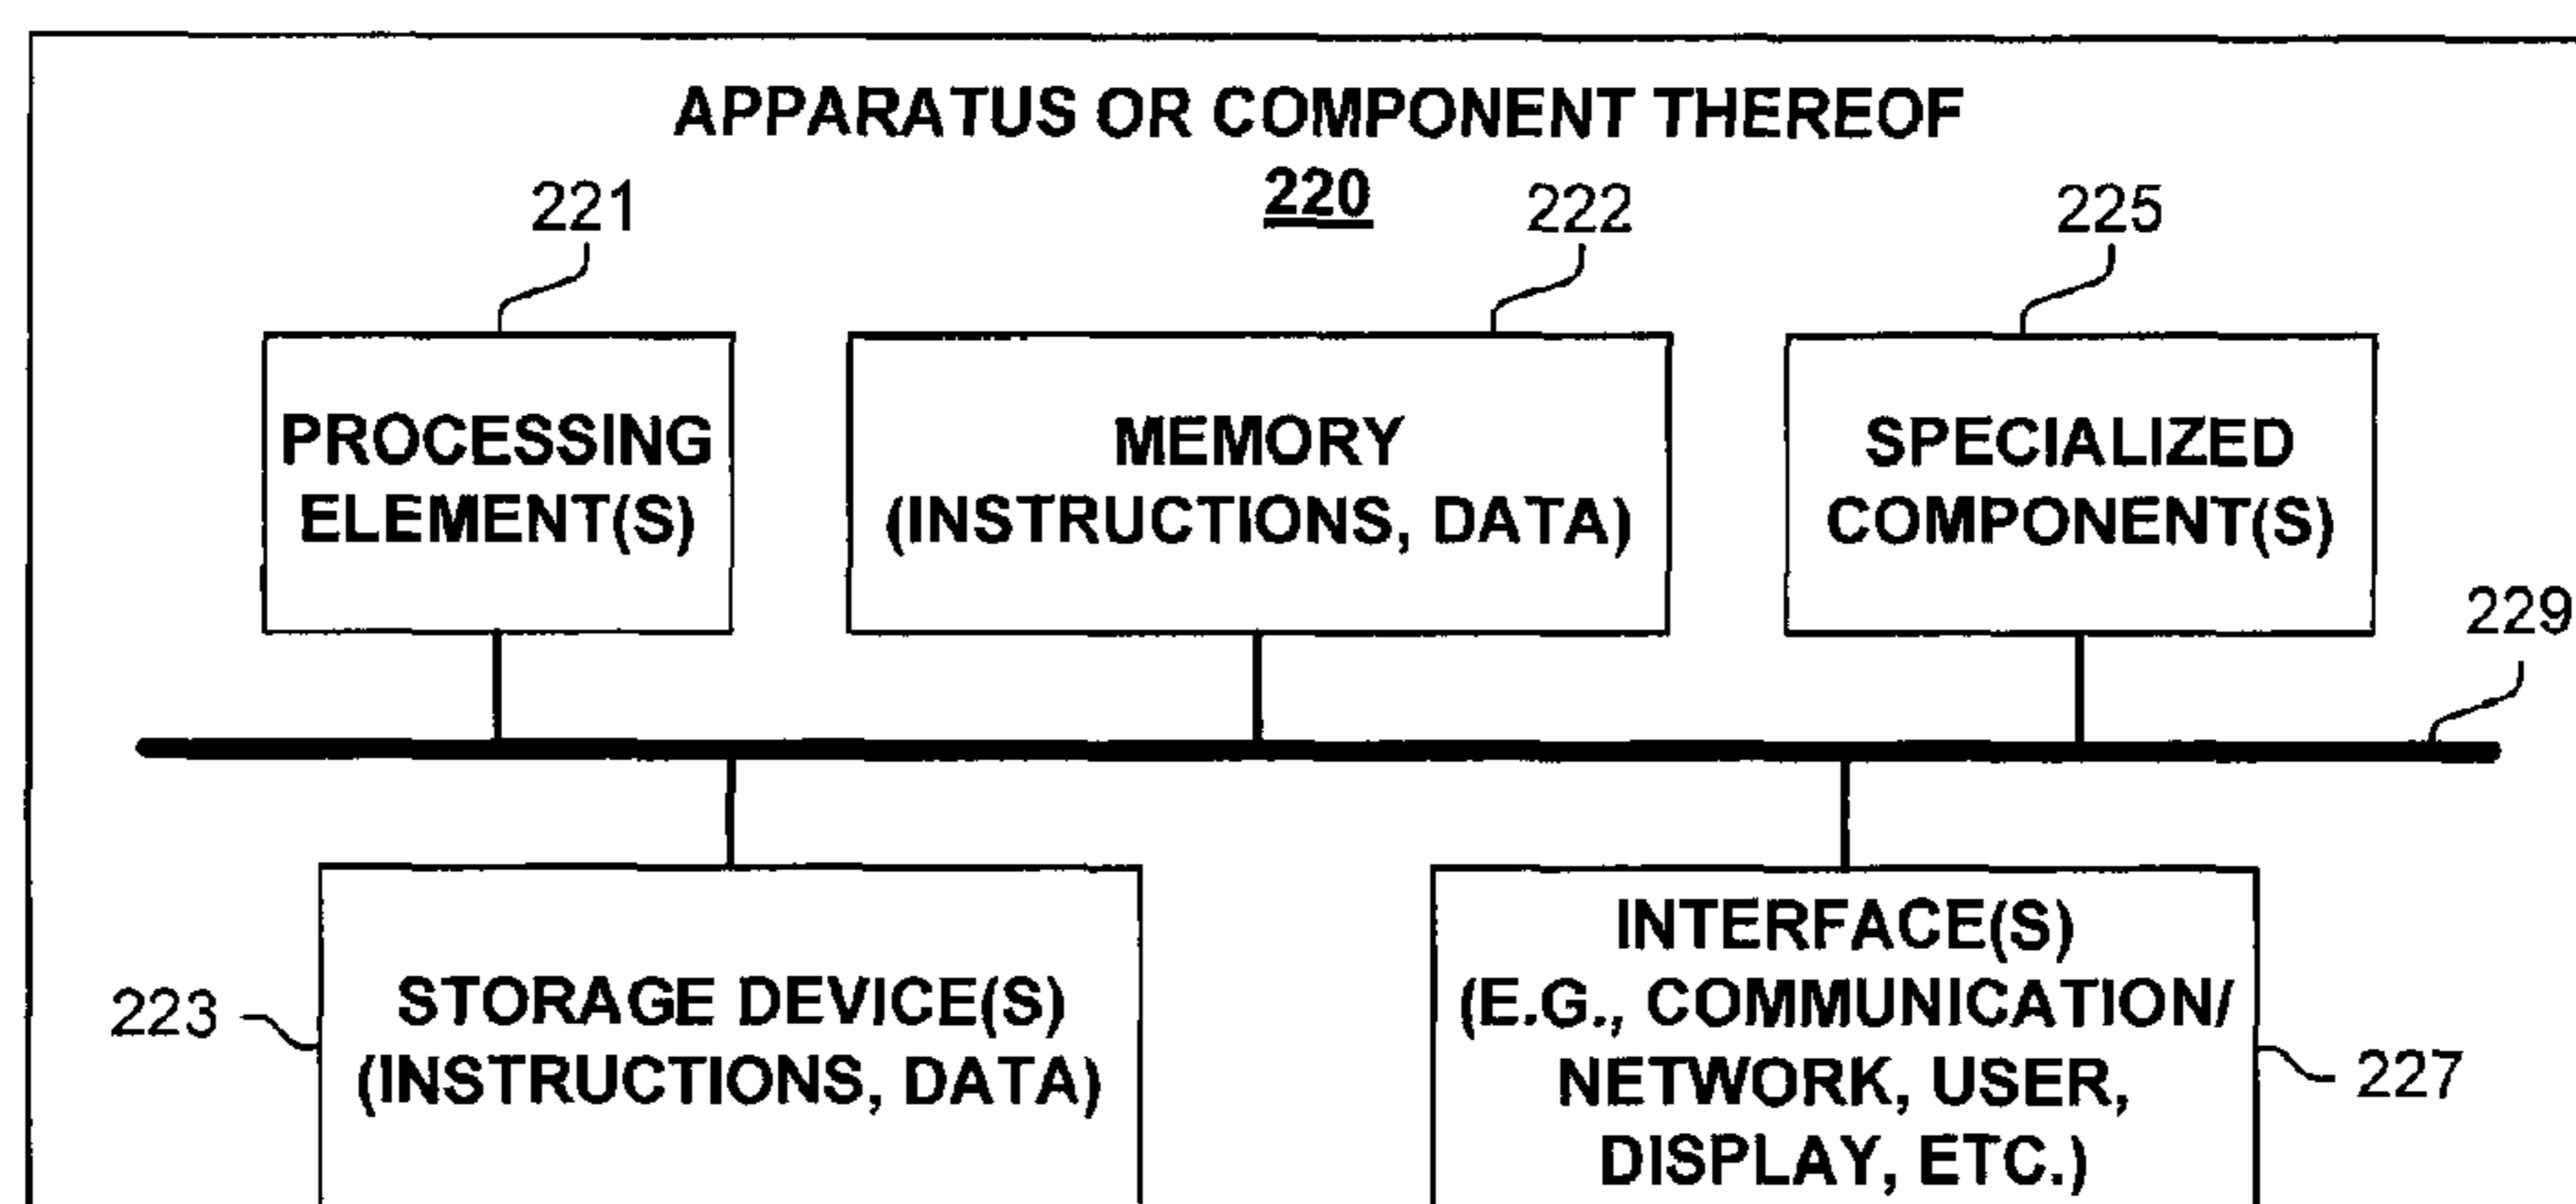 APPARATUS OR COMPONENT THEREOF
220
221
222
225
PROCESSING
ELEMENT(S)
MEMORY
(INSTRUCTIONS, DATA)
SPECIALIZED
COMPONENT(S)
229
223
STORAGE DEVICE(S)
(INSTRUCTIONS, DATA)
INTERFACE(S)
(E.G., COMMUNICATION/
NETWORK, USER,
DISPLAY, ETC.)
227